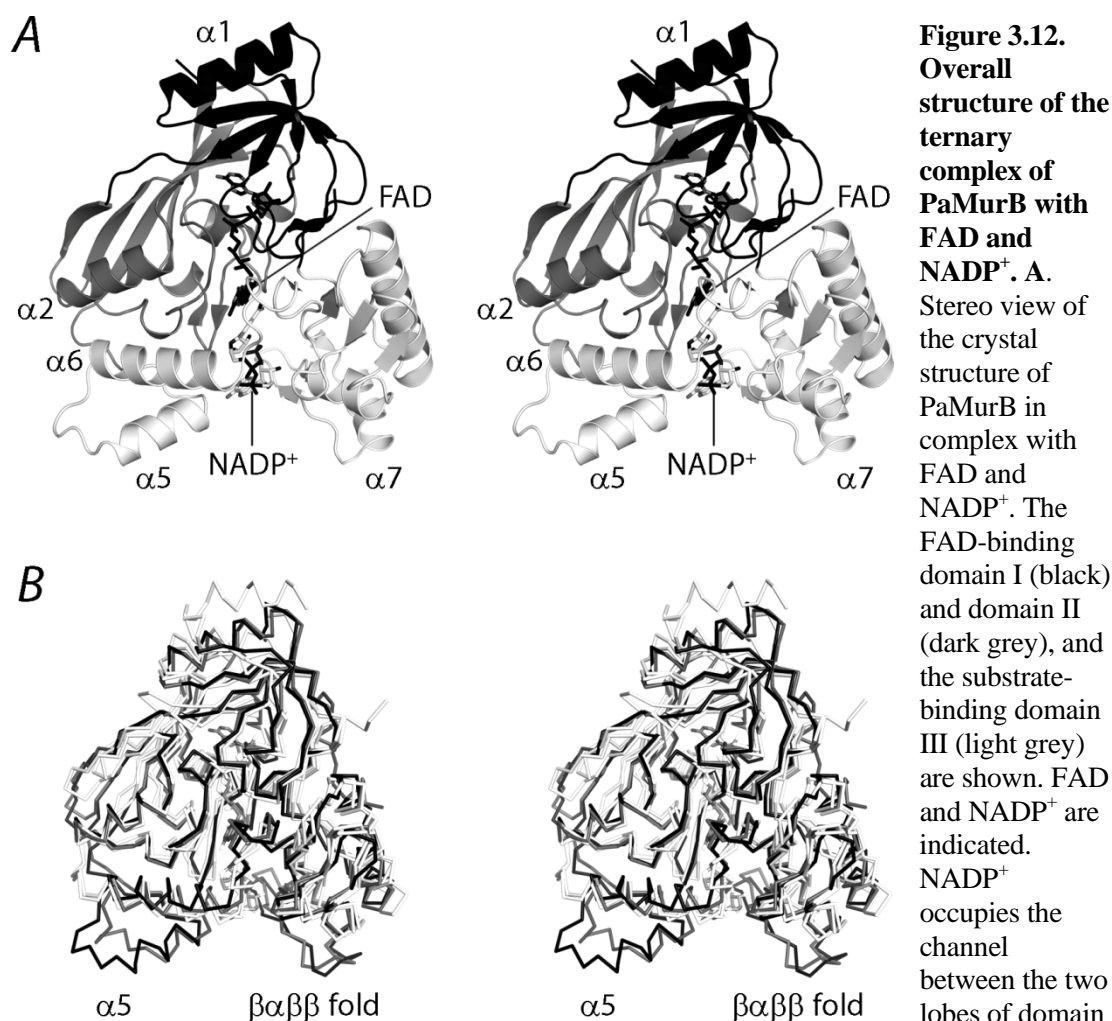 A
α1
α1
FAD
FAD
α2
α2
α6
α6
NADP⁺
NADP⁺
α5
α7
α5
α7
B
α5
βαββ fold
α5
βαββ fold
Figure 3.12.
Overall
structure of the
ternary
complex of
PaMurB with
FAD and
NADP⁺. A.
Stereo view of
the crystal
structure of
PaMurB in
complex with
FAD and
NADP⁺. The
FAD-binding
domain I (black)
and domain II
(dark grey), and
the substrate-
binding domain
III (light grey)
are shown. FAD
and NADP⁺ are
indicated.
NADP⁺
occupies the
channel
between the two
lobes of domain